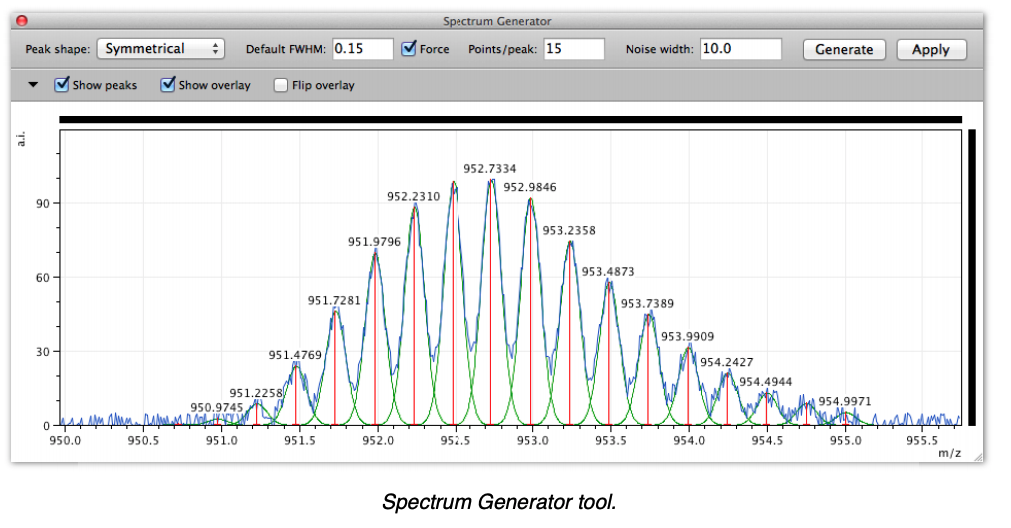 Spectrum Generator
Peak shape: Symmetrical Default FWHM: 0.15 Force Points/peak: 15 Noise width: 10.0 Generate Apply
Show peaks Show overlay Flip overlay
a.i.
952.7334
952.2310 952.9846
90
953.2358
951.9796
60
953.4873
951.7281 953.7389
953.9909
951.4769
30
954.2427
954.4944
951.2258
950.9745 954.9971
0
950.0 950.5 951.0 951.5 952.0 952.5 953.0 953.5 954.0 954.5 955.0 955.5
m/z
Spectrum Generator tool.